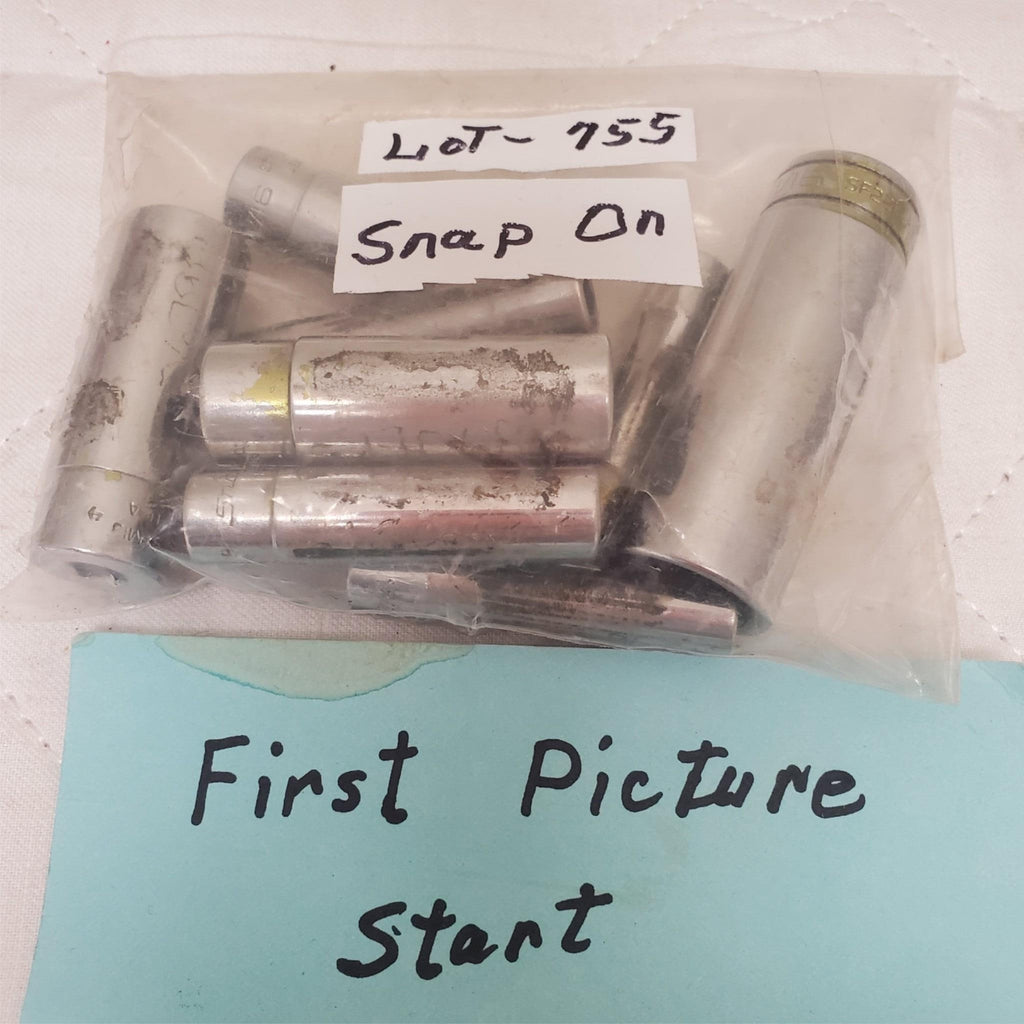 LOT- 755
Snap On
First Picture
Start